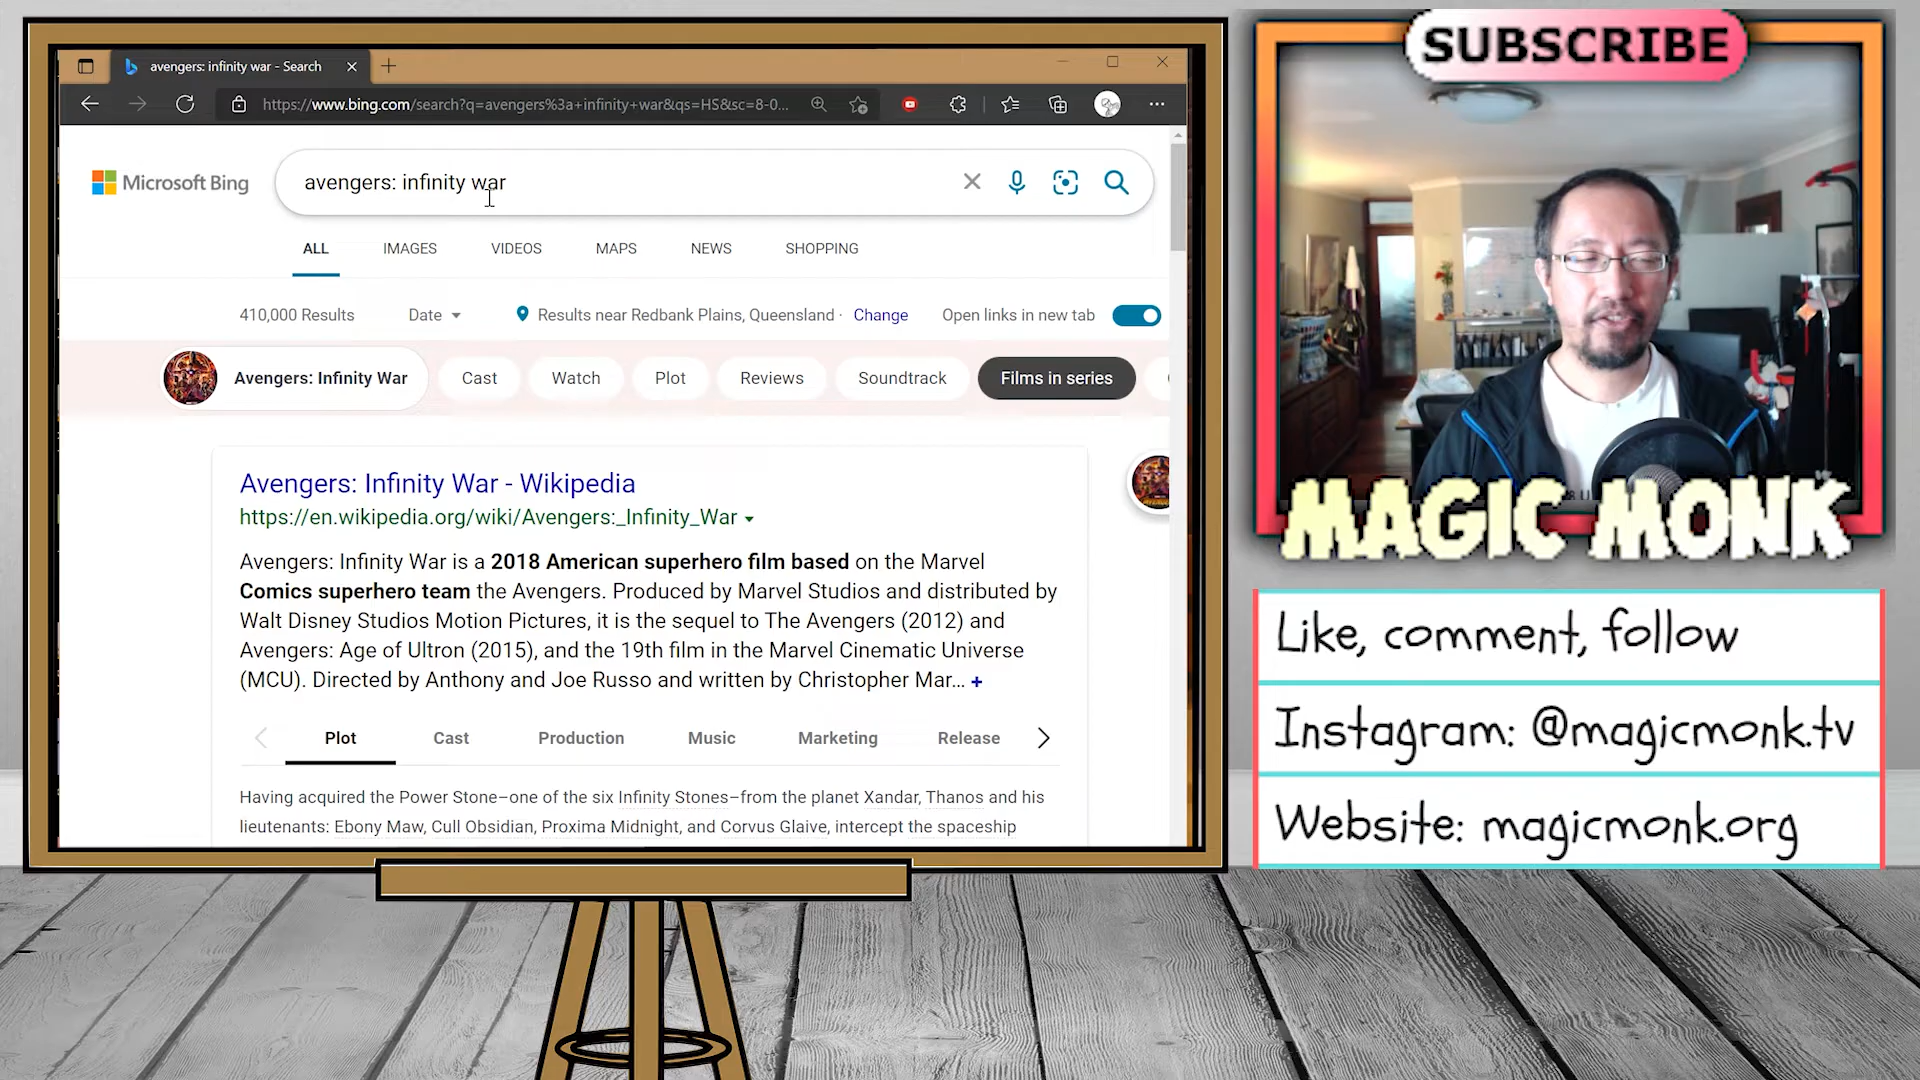 avengers: infinity war - Search
https://www.bing.com/search?q=avengers%3a+infinity+war&qs=HS&sc=8-0...
Microsoft Bing
avengers: infinity war
ALL IMAGES VIDEOS MAPS NEWS SHOPPING
410,000 Results Date Results near Redbank Plains, Queensland · Change Open links in new tab
Avengers: Infinity War Cast Watch Plot Reviews Soundtrack Films in series
Avengers: Infinity War - Wikipedia
https://en.wikipedia.org/wiki/Avengers:_Infinity_War
Avengers: Infinity War is a 2018 American superhero film based on the Marvel
Comics superhero team the Avengers. Produced by Marvel Studios and distributed by
Walt Disney Studios Motion Pictures, it is the sequel to The Avengers (2012) and
Avengers: Age of Ultron (2015), and the 19th film in the Marvel Cinematic Universe
(MCU). Directed by Anthony and Joe Russo and written by Christopher Mar... +
Plot Cast Production Music Marketing Release
Having acquired the Power Stone–one of the six Infinity Stones–from the planet Xandar, Thanos and his
lieutenants: Ebony Maw, Cull Obsidian, Proxima Midnight, and Corvus Glaive, intercept the spaceship
SUBSCRIBE
MAGIC MONK
Like, comment, follow
Instagram: @magicmonk.tv
Website: magicmonk.org